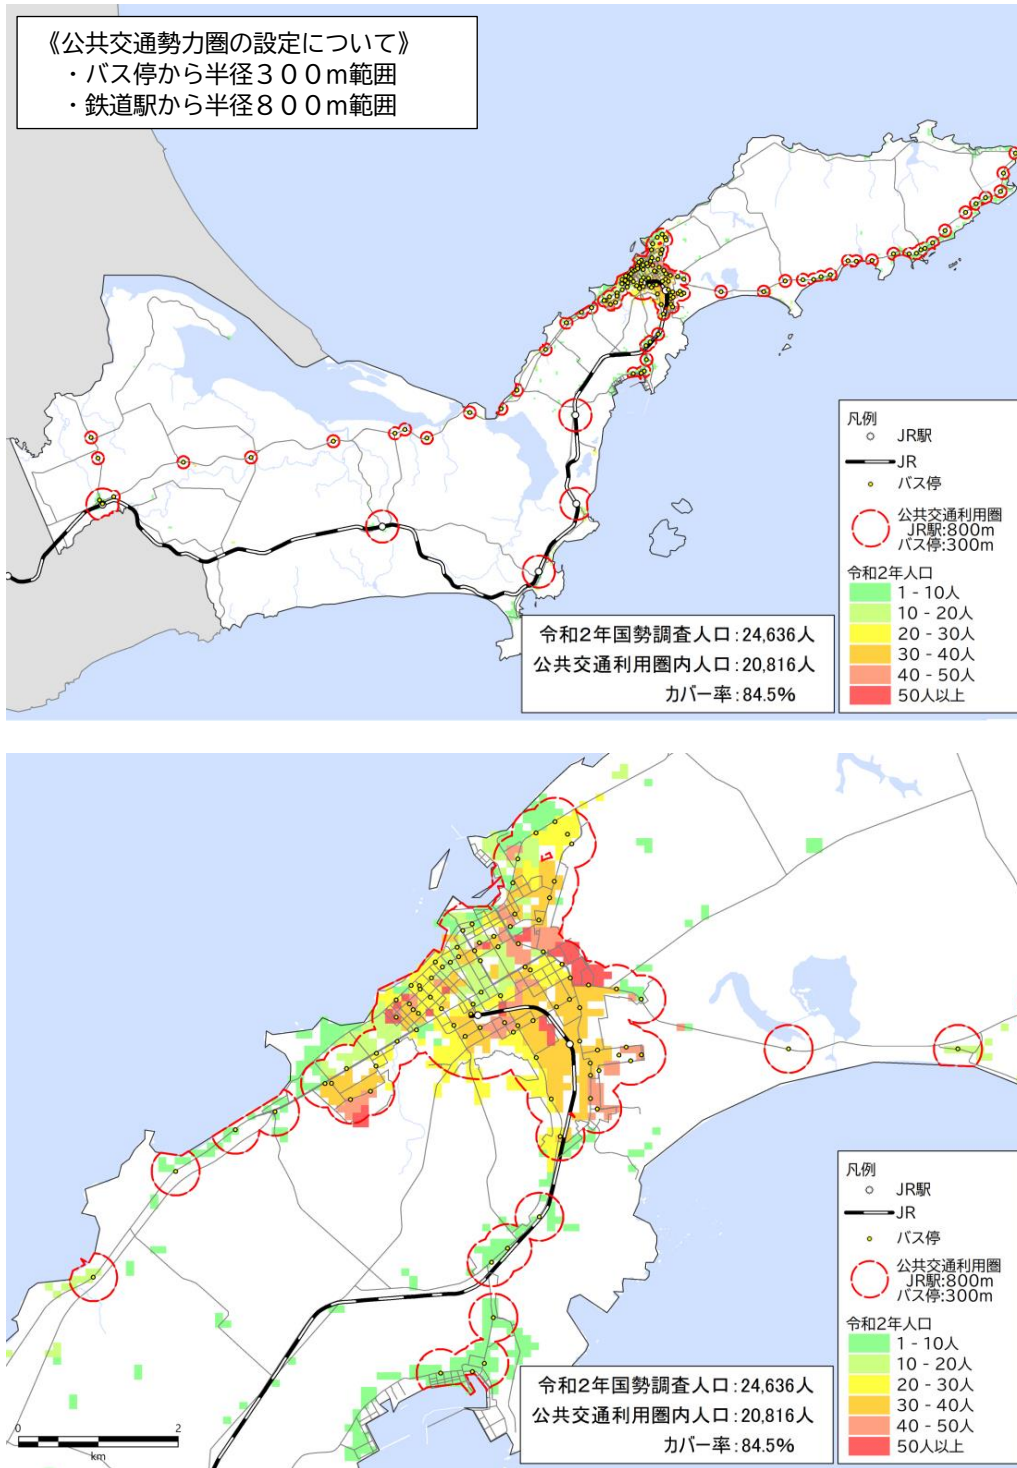 《公共交通勢力圏の設定について》
・バス停から半径３００ｍ範囲
・鉄道駅から半径８００ｍ範囲
凡例
JR駅
JR
バス停
公共交通利用圏
JR駅:800m
バス停:300m
令和2年人口
1 - 10人
10 - 20人
20 - 30人
30 - 40人
40 - 50人
50人以上
令和2年国勢調査人口:24,636人
公共交通利用圏内人口:20,816人
カバー率:84.5%
凡例
JR駅
JR
バス停
公共交通利用圏
JR駅:800m
バス停:300m
令和2年人口
1 - 10人
10 - 20人
20 - 30人
30 - 40人
40 - 50人
50人以上
令和2年国勢調査人口:24,636人
公共交通利用圏内人口:20,816人
カバー率:84.5%
0 2
km